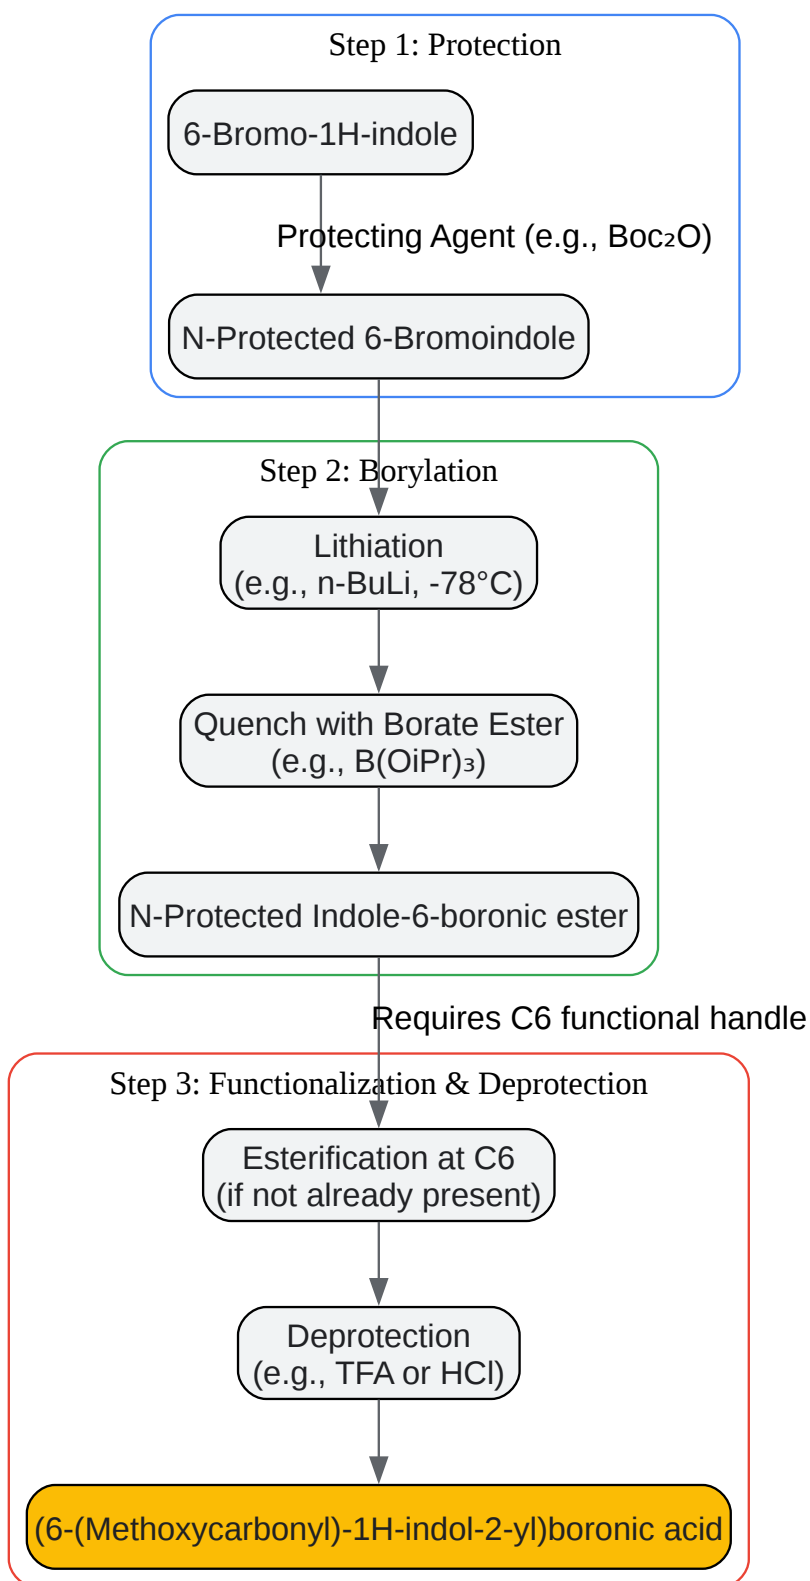 Step 1: Protection
6-Bromo-1H-indole
Protecting Agent (e.g., Boc₂O)
N-Protected 6-Bromoindole
Step 2: Borylation
Lithiation
(e.g., n-BuLi, -78°C)
Quench with Borate Ester
(e.g., B(OiPr)₃)
N-Protected Indole-6-boronic ester
Requires C6 functional handle
Step 3: Functionalization & Deprotection
Esterification at C6
(if not already present)
Deprotection
(e.g., TFA or HCl)
(6-(Methoxycarbonyl)-1H-indol-2-yl)boronic acid